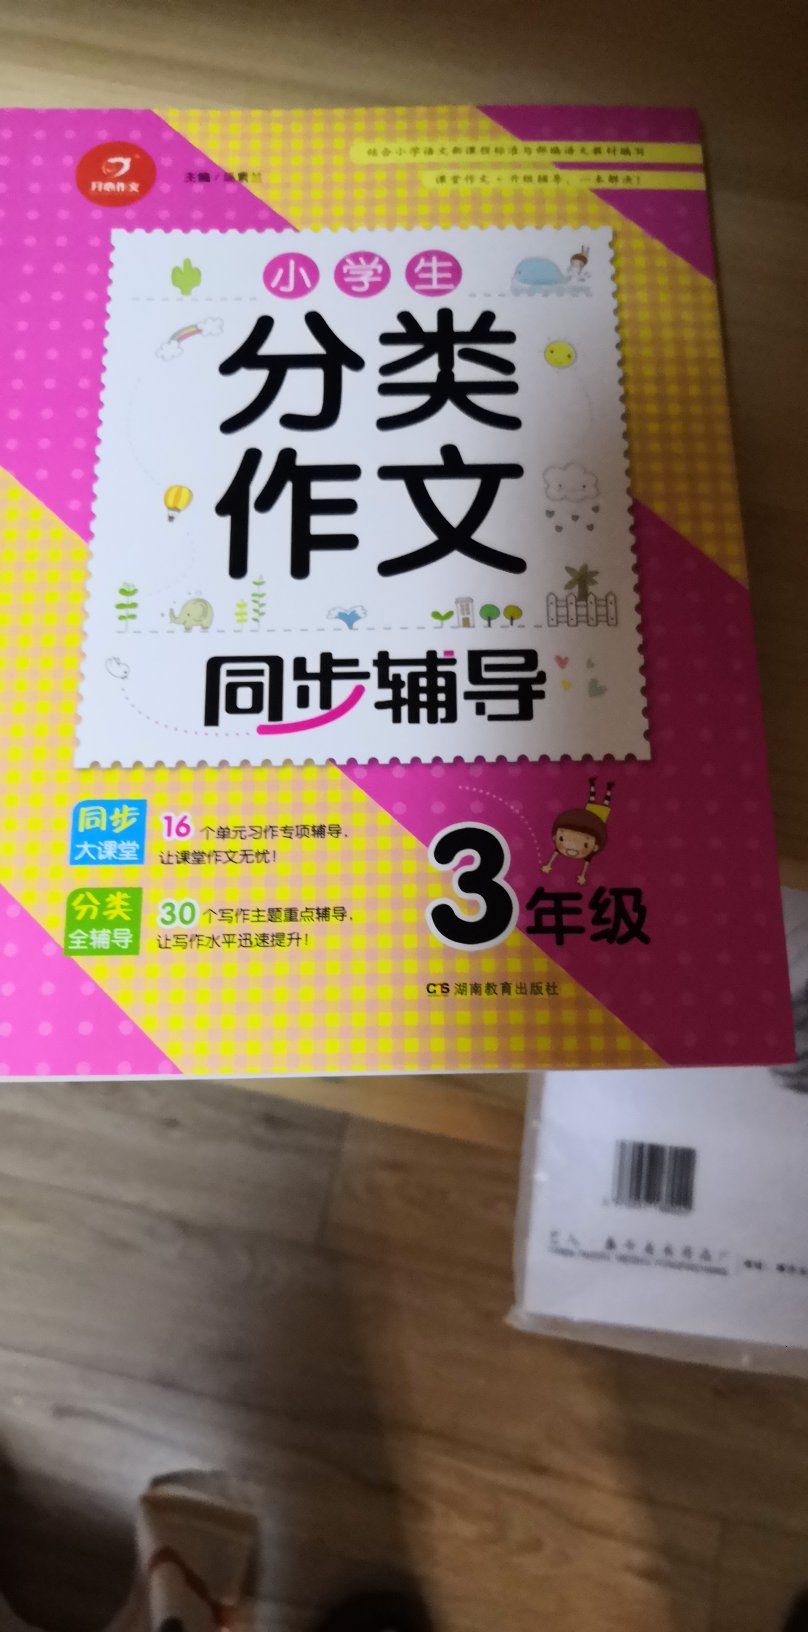 开心作文
结合小学语文新课程标准与部编语文教材编写
课堂作文+升级辅导，一本解决！
小学生
分类
作文
同步辅导
同步
大课堂
16个单元习作专项辅导，
让课堂作文无忧！
分类
全辅导
30个写作主题重点辅导，
让写作水平迅速提升！
3年级
CS 湖南教育出版社